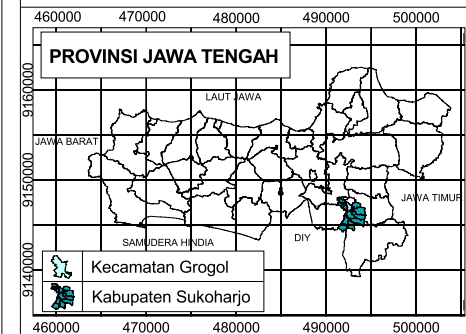 460000 470000 480000 490000 500000
PROVINSI JAWA TENGAH
9160000
LAUT JAWA
JAWA BARAT
9150000
JAWA TIMUR
DIY
SAMUDERA HINDIA
9140000
Kecamatan Grogol
Kabupaten Sukoharjo
460000 470000 480000 490000 500000